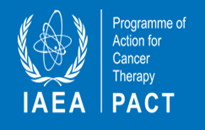 Programme of
Action for
Cancer
Therapy
IAEA PACT